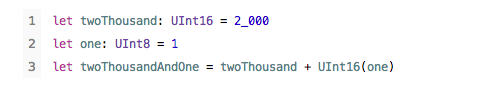 1 let twoThousand: UInt16 = 2_000
2 let one: UInt8 = 1
3 let twoThousandAndOne = twoThousand + UInt16(one)